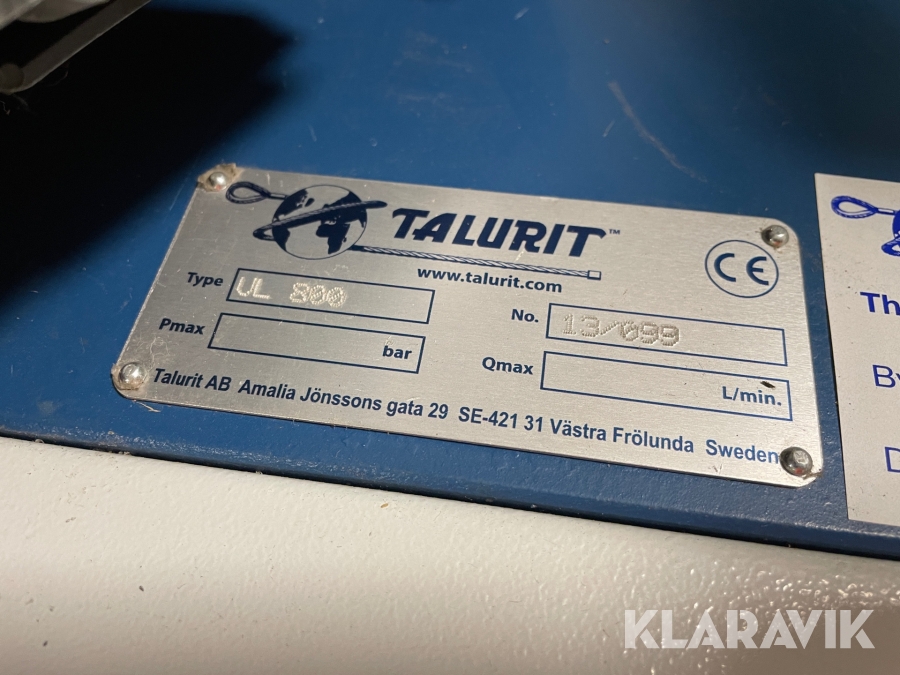 TALURIT™
www.talurit.com
CE
Type UL 800
No. 13/099
Pmax bar
Qmax L/min.
Talurit AB Amalia Jönssons gata 29 SE-421 31 Västra Frölunda Sweden
Th
By
D
KLARAVIK